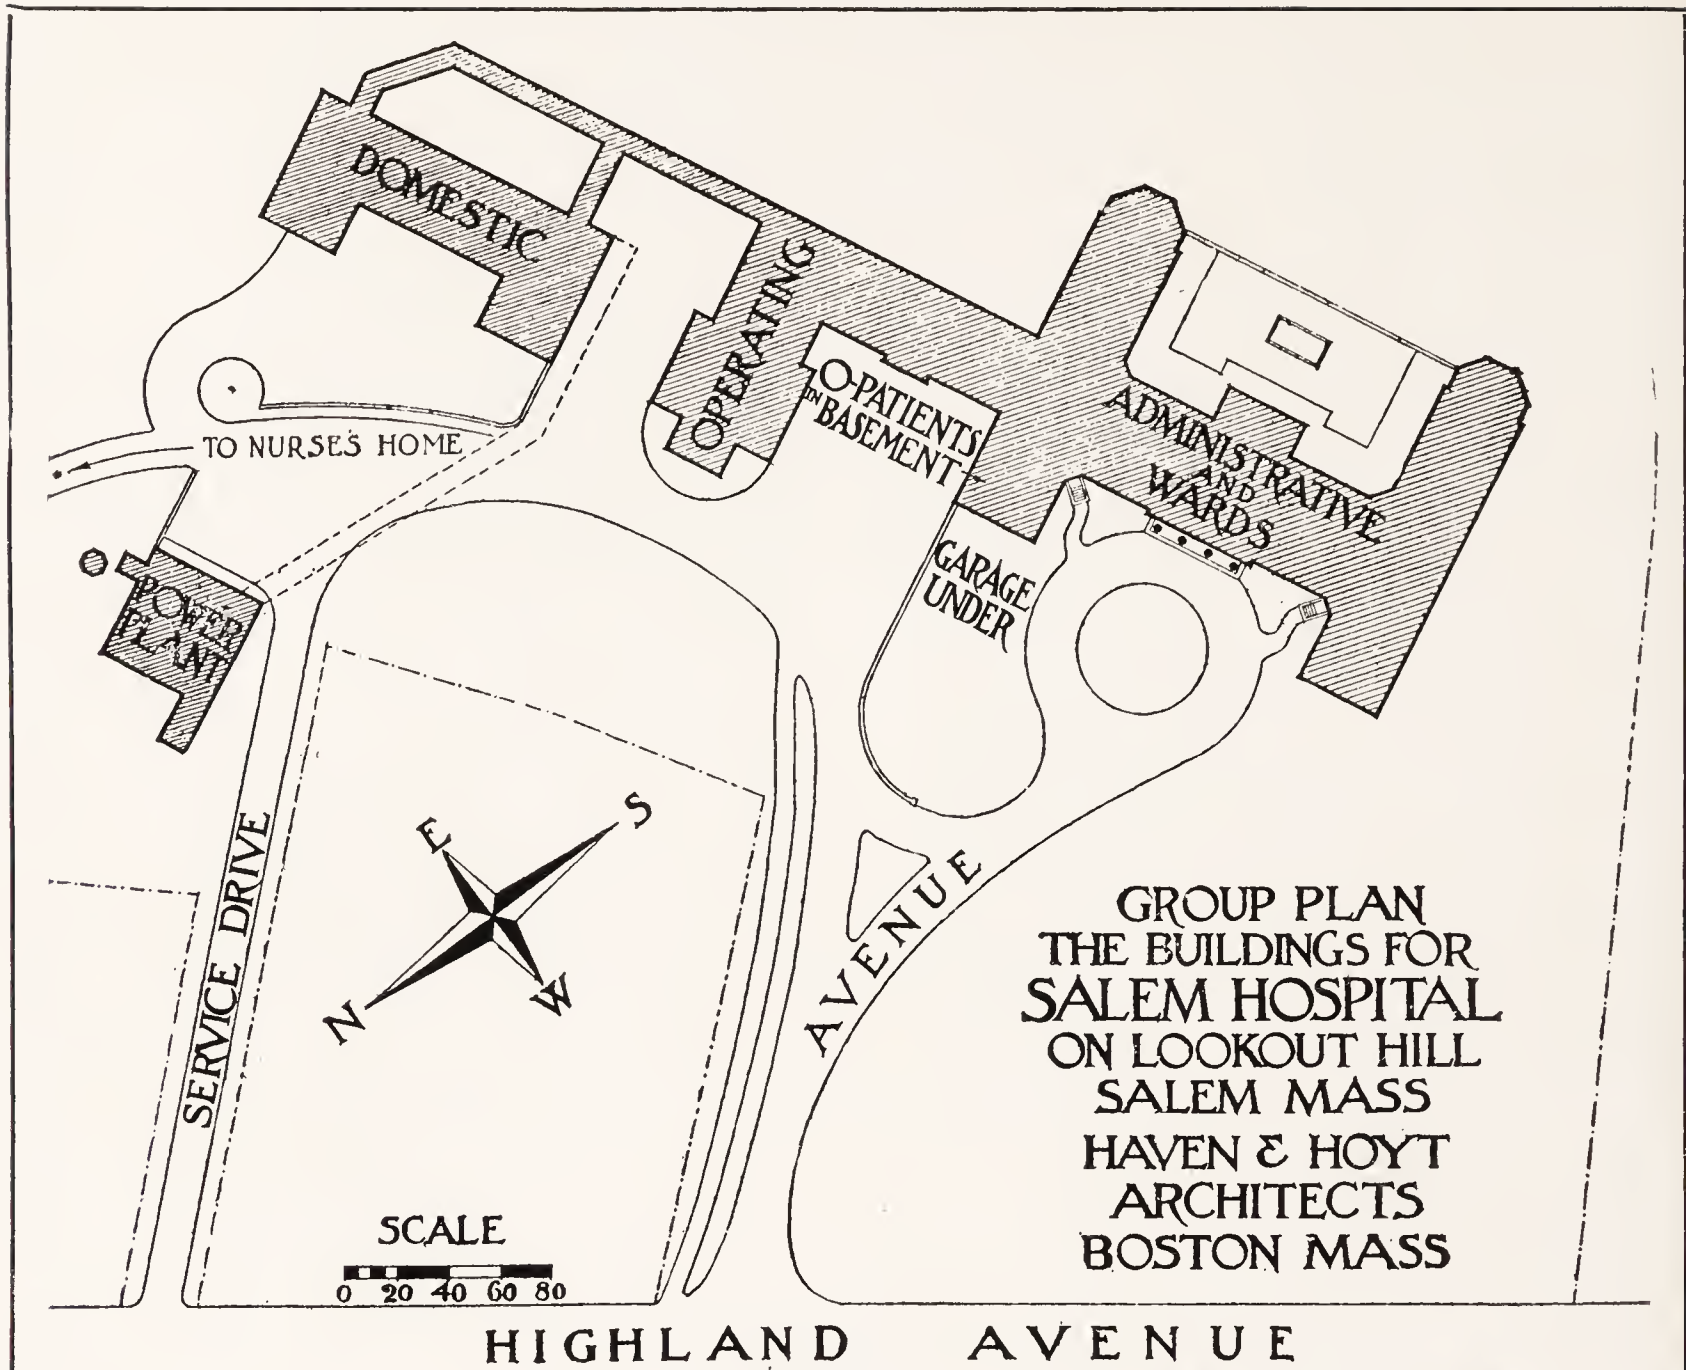 DOMESTIC
OPERATING
O-PATIENTS
IN BASEMENT
ADMINISTRATIVE
AND
WARDS
TO NURSE'S HOME
GARAGE
UNDER
POWER
PLANT
SERVICE DRIVE
E
S
N
W
AVENUE
GROUP PLAN
THE BUILDINGS FOR
SALEM HOSPITAL
ON LOOKOUT HILL
SALEM MASS
HAVEN & HOYT
ARCHITECTS
BOSTON MASS
SCALE
0 20 40 60 80
HIGHLAND AVENUE